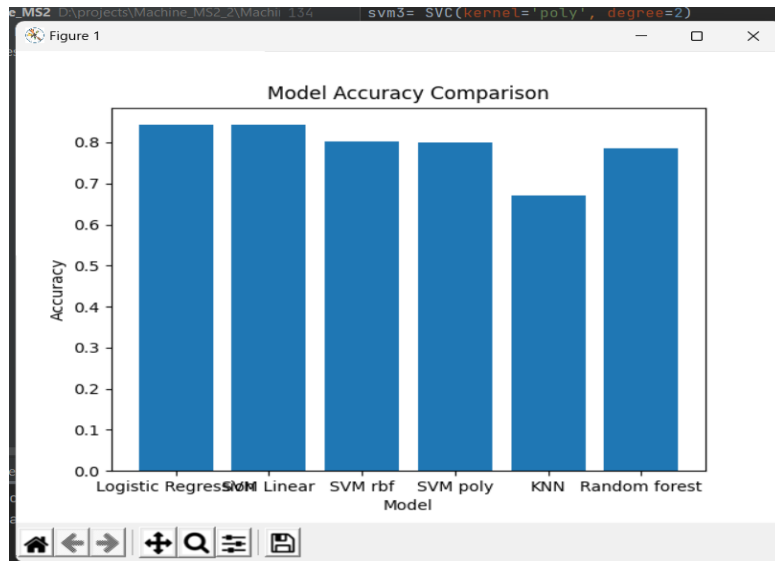 e_MS2 D:\projects\Machine_MS2_2\Machii 134 svm3= SVC(kernel='poly', degree=2)
Figure 1
Model Accuracy Comparison
0.8
0.7
0.6
0.5
0.4
0.3
0.2
0.1
0.0
Accuracy
Logistic Regression SVM Linear SVM rbf SVM poly KNN Random forest
Model